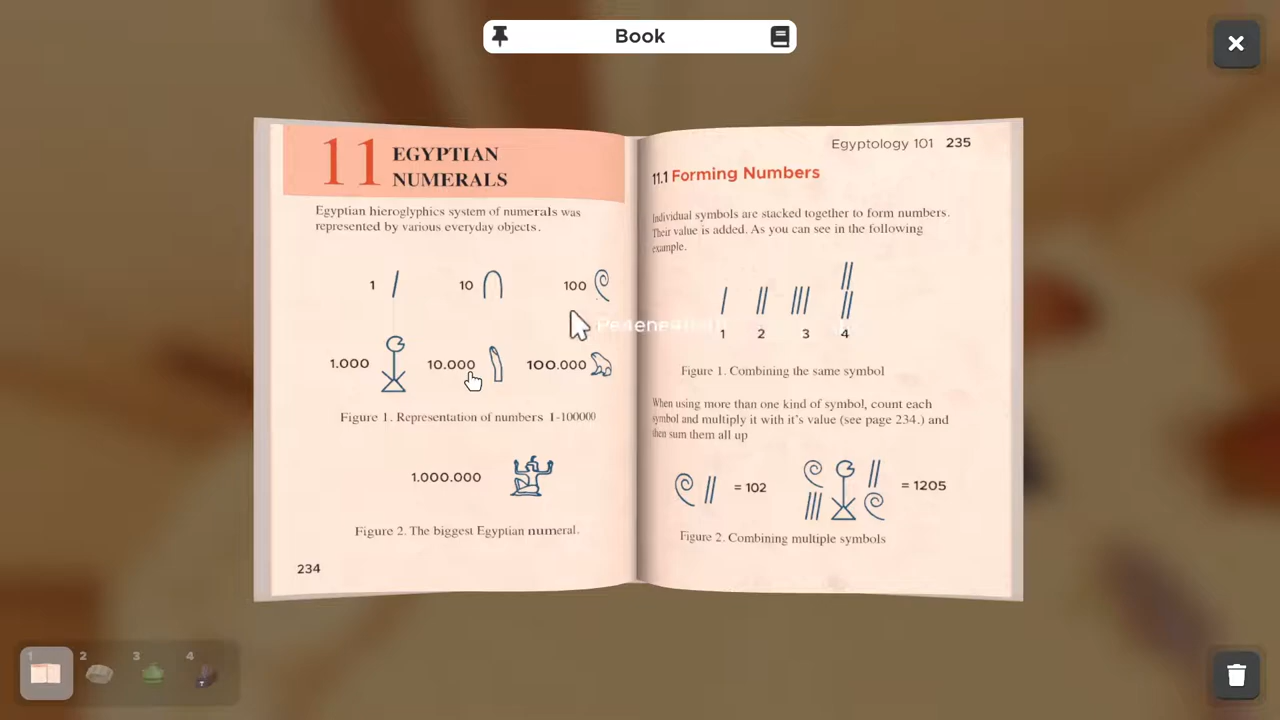 Book
11 EGYPTIAN
NUMERALS
Egyptian hieroglyphics system of numerals was
represented by various everyday objects.
1 10 100
1.000 10.000 100.000
Figure 1. Representation of numbers 1-100000
1.000.000
Figure 2. The biggest Egyptian numeral.
234
Egyptology 101 235
11.1 Forming Numbers
Individual symbols are stacked together to form numbers.
Their value is added. As you can see in the following
example.
1 2 3 4
Figure 1. Combining the same symbol
When using more than one kind of symbol, count each
symbol and multiply it with it's value (see page 234.) and
then sum them all up
= 102 = 1205
Figure 2. Combining multiple symbols
1 2 3 4